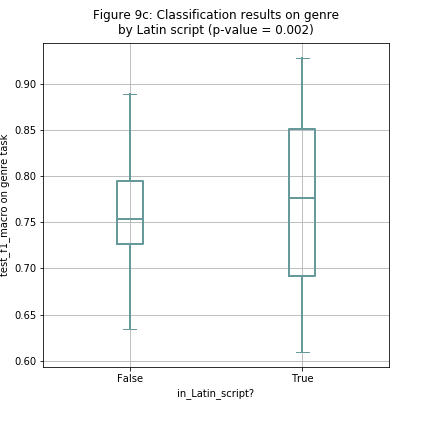 Figure 9c: Classification results on genre
by Latin script (p-value = 0.002)
test_f1_macro on genre task
0.90
0.85
0.80
0.75
0.70
0.65
0.60
False True
in_Latin_script?